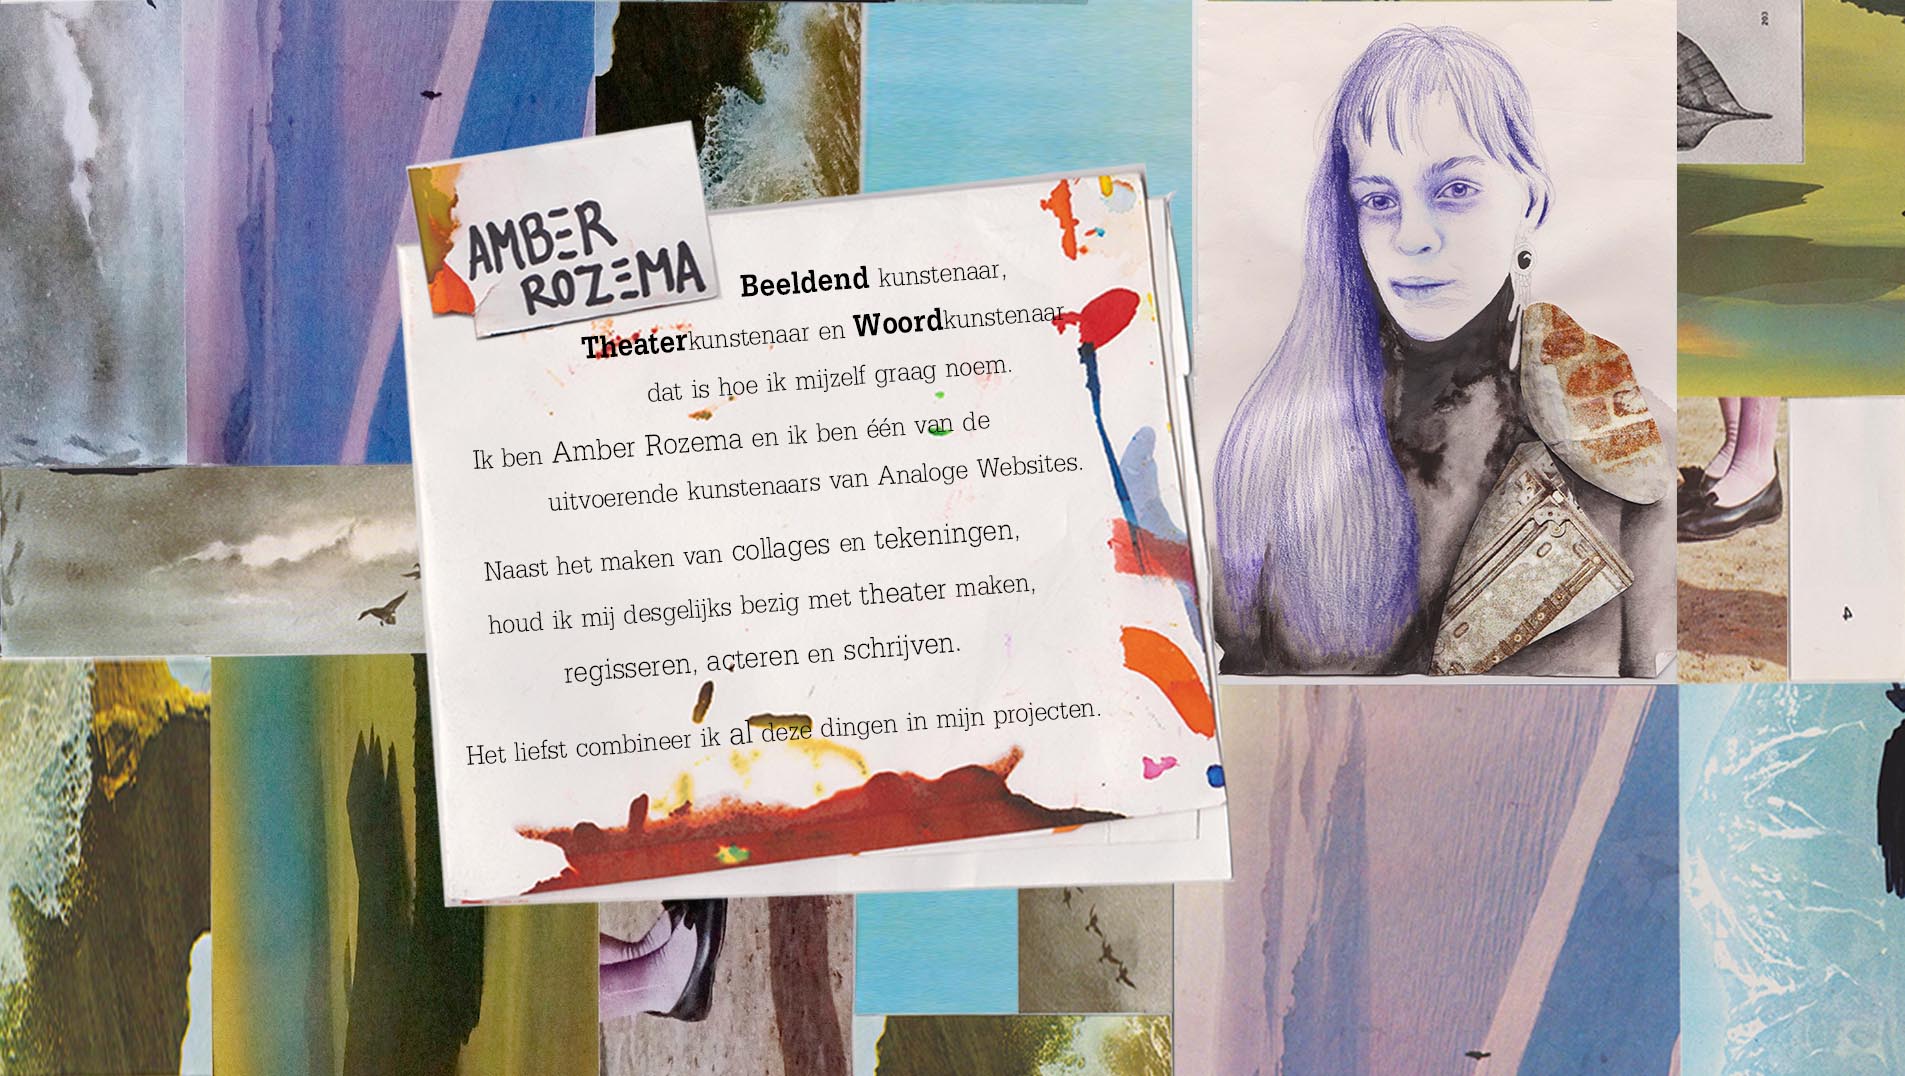 AMBER
ROZEMA
Beeldend kunstenaar,
Theaterkunstenaar en Woordkunstenaar
dat is hoe ik mijzelf graag noem.
Ik ben Amber Rozema en ik ben één van de
uitvoerende kunstenaars van Analoge Websites.
Naast het maken van collages en tekeningen,
houd ik mij desgelijks bezig met theater maken,
regisseren, acteren en schrijven.
Het liefst combineer ik al deze dingen in mijn projecten.
203
4